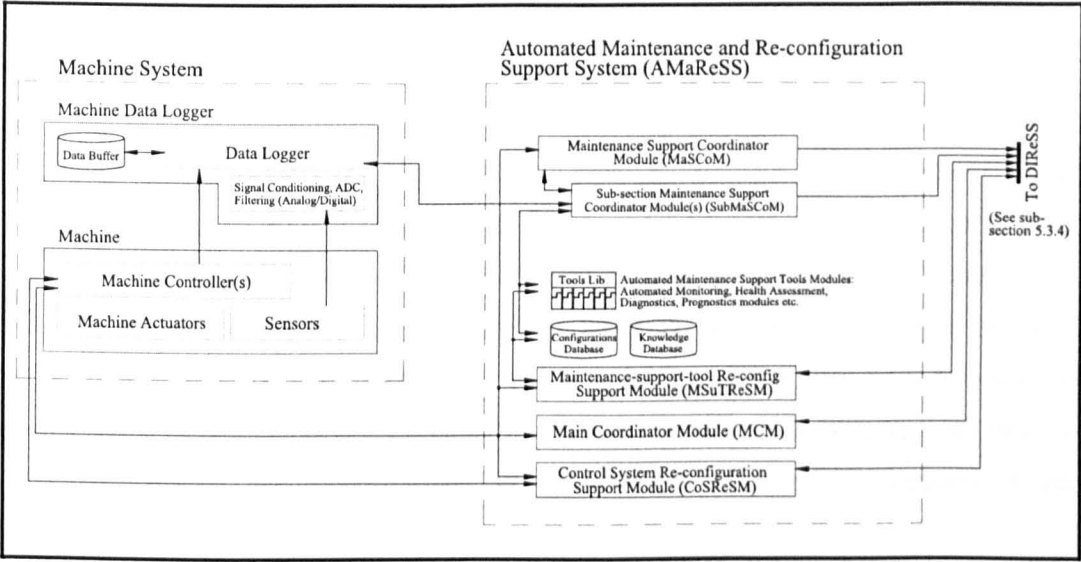 Machine System
Machine Data Logger
Data Buffer
Data Logger
Signal Conditioning, ADC,
Filtering (Analog/Digital)
Machine
Machine Controller(s)
Machine Actuators
Sensors
Automated Maintenance and Re-configuration
Support System (AMaReSS)
Maintenance Support Coordinator
Module (MaSCoM)
Sub-section Maintenance Support
Coordinator Module(s) (SubMaSCoM)
Tools Lib
Automated Maintenance Support Tools Modules:
Automated Monitoring, Health Assessment,
Diagnostics, Prognostics modules etc.
Configurations
Database
Knowledge
Database
Maintenance-support-tool Re-config
Support Module (MSuTReSM)
Main Coordinator Module (MCM)
Control System Re-configuration
Support Module (CoSReSM)
To DIReSS
(See sub-
section 5.3.4)